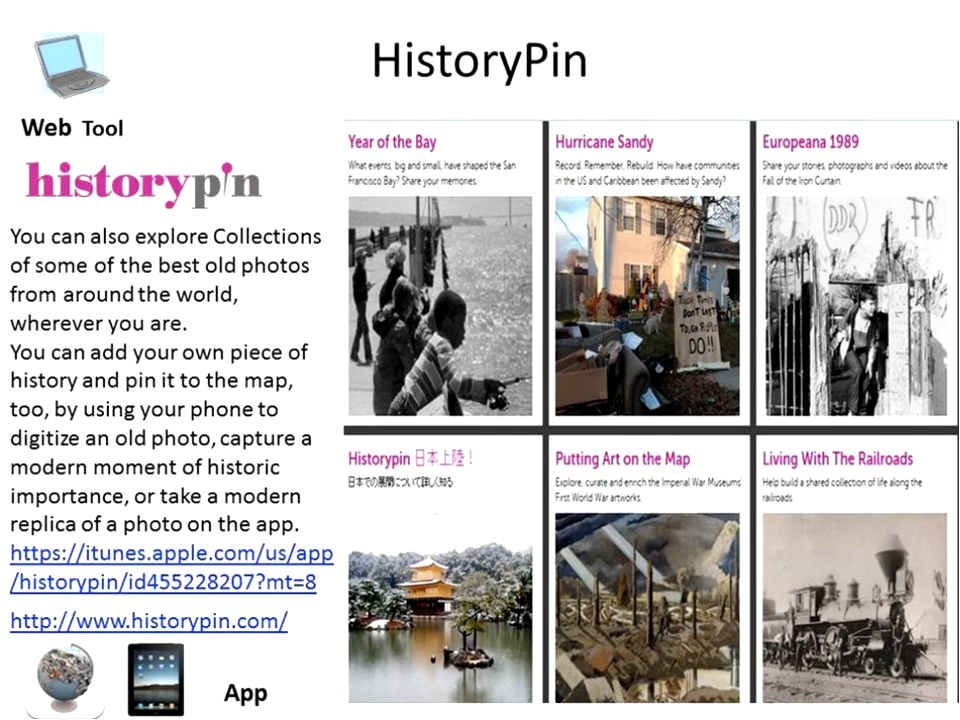 HistoryPin
Web Tool
historypin
You can also explore Collections
of some of the best old photos
from around the world,
wherever you are.
You can add your own piece of
history and pin it to the map,
too, by using your phone to
digitize an old photo, capture a
modern moment of historic
importance, or take a modern
replica of a photo on the app.
https://itunes.apple.com/us/app
/historypin/id455228207?mt=8
http://www.historypin.com/
App
Year of the Bay
What events, big and small, have shaped the San
Francisco Bay? Share your memories.
Hurricane Sandy
Record, Remember, Rebuild: How have communities
in the US and Caribbean been affected by Sandy?
TOUGH TIMES
DON'T LAST
TOUGH PEOPLE
DO!!
Europeana 1989
Share your stories, photographs and videos about the
Fall of the Iron Curtain.
(DDR)
FR
Historypin 日本上陸！
日本での展開について詳しく知る
Putting Art on the Map
Explore, curate and enrich the Imperial War Museums
First World War artworks.
Living With The Railroads
Help build a shared collection of life along the
railroads.